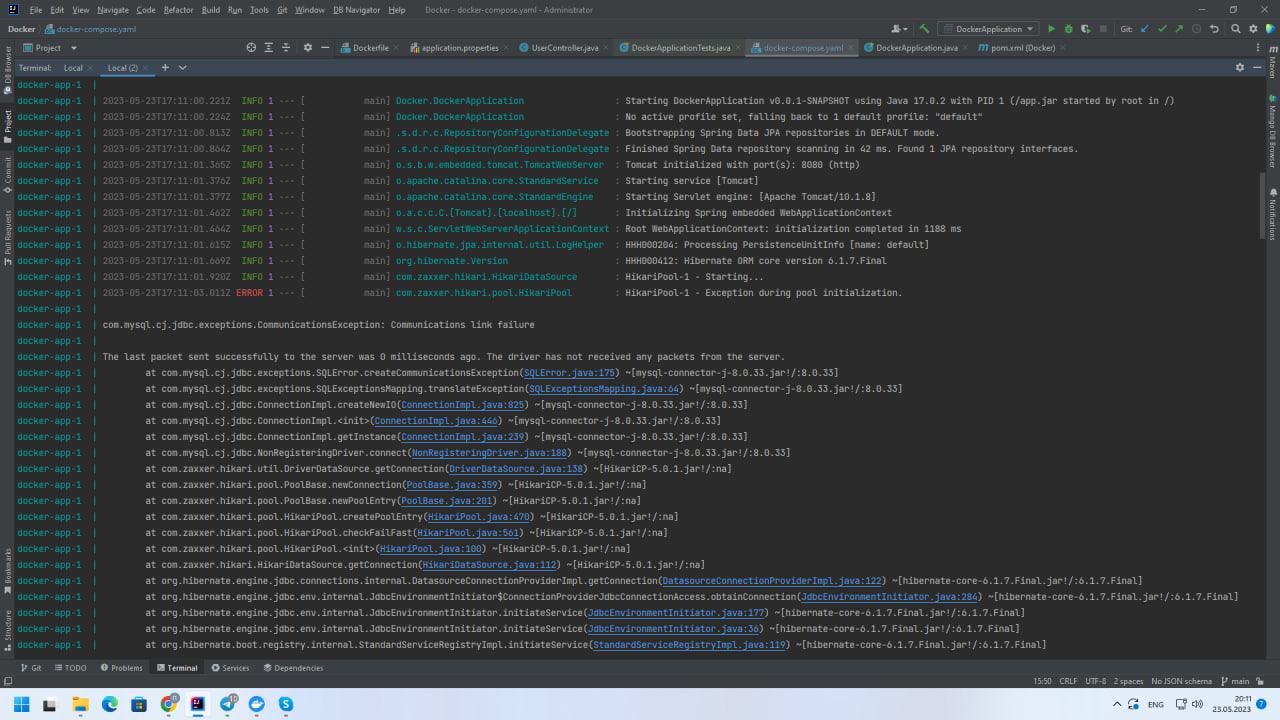 File Edit View Navigate Code Refactor Build Run Tools Git Window DB Navigator Help Docker - docker-compose.yaml - Administrator
Docker docker-compose.yaml DockerApplication Git:
Project Dockerfile application.properties UserController.java DockerApplicationTests.java docker-compose.yaml DockerApplication.java pom.xml (Docker)
Terminal: Local Local (2)
docker-app-1 |
docker-app-1 | 2023-05-23T17:11:00.221Z INFO 1 --- [ main] Docker.DockerApplication : Starting DockerApplication v0.0.1-SNAPSHOT using Java 17.0.2 with PID 1 (/app.jar started by root in /)
docker-app-1 | 2023-05-23T17:11:00.224Z INFO 1 --- [ main] Docker.DockerApplication : No active profile set, falling back to 1 default profile: "default"
docker-app-1 | 2023-05-23T17:11:00.813Z INFO 1 --- [ main] .s.d.r.c.RepositoryConfigurationDelegate : Bootstrapping Spring Data JPA repositories in DEFAULT mode.
docker-app-1 | 2023-05-23T17:11:00.864Z INFO 1 --- [ main] .s.d.r.c.RepositoryConfigurationDelegate : Finished Spring Data repository scanning in 42 ms. Found 1 JPA repository interfaces.
docker-app-1 | 2023-05-23T17:11:01.365Z INFO 1 --- [ main] o.s.b.w.embedded.tomcat.TomcatWebServer : Tomcat initialized with port(s): 8080 (http)
docker-app-1 | 2023-05-23T17:11:01.376Z INFO 1 --- [ main] o.apache.catalina.core.StandardService : Starting service [Tomcat]
docker-app-1 | 2023-05-23T17:11:01.377Z INFO 1 --- [ main] o.apache.catalina.core.StandardEngine : Starting Servlet engine: [Apache Tomcat/10.1.8]
docker-app-1 | 2023-05-23T17:11:01.462Z INFO 1 --- [ main] o.a.c.c.C.[Tomcat].[localhost].[/] : Initializing Spring embedded WebApplicationContext
docker-app-1 | 2023-05-23T17:11:01.464Z INFO 1 --- [ main] w.s.c.ServletWebServerApplicationContext : Root WebApplicationContext: initialization completed in 1188 ms
docker-app-1 | 2023-05-23T17:11:01.615Z INFO 1 --- [ main] o.hibernate.jpa.internal.util.LogHelper : HHH000204: Processing PersistenceUnitInfo [name: default]
docker-app-1 | 2023-05-23T17:11:01.669Z INFO 1 --- [ main] org.hibernate.Version : HHH000412: Hibernate ORM core version 6.1.7.Final
docker-app-1 | 2023-05-23T17:11:01.920Z INFO 1 --- [ main] com.zaxxer.hikari.HikariDataSource : HikariPool-1 - Starting...
docker-app-1 | 2023-05-23T17:11:03.011Z ERROR 1 --- [ main] com.zaxxer.hikari.pool.HikariPool : HikariPool-1 - Exception during pool initialization.
docker-app-1 |
docker-app-1 | com.mysql.cj.jdbc.exceptions.CommunicationsException: Communications link failure
docker-app-1 |
docker-app-1 | The last packet sent successfully to the server was 0 milliseconds ago. The driver has not received any packets from the server.
docker-app-1 | at com.mysql.cj.jdbc.exceptions.SQLError.createCommunicationsException(SQLError.java:175) ~[mysql-connector-j-8.0.33.jar!/:8.0.33]
docker-app-1 | at com.mysql.cj.jdbc.exceptions.SQLExceptionsMapping.translateException(SQLExceptionsMapping.java:64) ~[mysql-connector-j-8.0.33.jar!/:8.0.33]
docker-app-1 | at com.mysql.cj.jdbc.ConnectionImpl.createNewIO(ConnectionImpl.java:825) ~[mysql-connector-j-8.0.33.jar!/:8.0.33]
docker-app-1 | at com.mysql.cj.jdbc.ConnectionImpl.<init>(ConnectionImpl.java:446) ~[mysql-connector-j-8.0.33.jar!/:8.0.33]
docker-app-1 | at com.mysql.cj.jdbc.ConnectionImpl.getInstance(ConnectionImpl.java:239) ~[mysql-connector-j-8.0.33.jar!/:8.0.33]
docker-app-1 | at com.mysql.cj.jdbc.NonRegisteringDriver.connect(NonRegisteringDriver.java:188) ~[mysql-connector-j-8.0.33.jar!/:8.0.33]
docker-app-1 | at com.zaxxer.hikari.util.DriverDataSource.getConnection(DriverDataSource.java:138) ~[HikariCP-5.0.1.jar!/:na]
docker-app-1 | at com.zaxxer.hikari.pool.PoolBase.newConnection(PoolBase.java:359) ~[HikariCP-5.0.1.jar!/:na]
docker-app-1 | at com.zaxxer.hikari.pool.PoolBase.newPoolEntry(PoolBase.java:201) ~[HikariCP-5.0.1.jar!/:na]
docker-app-1 | at com.zaxxer.hikari.pool.HikariPool.createPoolEntry(HikariPool.java:470) ~[HikariCP-5.0.1.jar!/:na]
docker-app-1 | at com.zaxxer.hikari.pool.HikariPool.checkFailFast(HikariPool.java:561) ~[HikariCP-5.0.1.jar!/:na]
docker-app-1 | at com.zaxxer.hikari.pool.HikariPool.<init>(HikariPool.java:100) ~[HikariCP-5.0.1.jar!/:na]
docker-app-1 | at com.zaxxer.hikari.HikariDataSource.getConnection(HikariDataSource.java:112) ~[HikariCP-5.0.1.jar!/:na]
docker-app-1 | at org.hibernate.engine.jdbc.connections.internal.DatasourceConnectionProviderImpl.getConnection(DatasourceConnectionProviderImpl.java:122) ~[hibernate-core-6.1.7.Final.jar!/:6.1.7.Final]
docker-app-1 | at org.hibernate.engine.jdbc.env.internal.JdbcEnvironmentInitiator$ConnectionProviderJdbcConnectionAccess.obtainConnection(JdbcEnvironmentInitiator.java:284) ~[hibernate-core-6.1.7.Final.jar!/:6.1.7.Final]
docker-app-1 | at org.hibernate.engine.jdbc.env.internal.JdbcEnvironmentInitiator.initiateService(JdbcEnvironmentInitiator.java:177) ~[hibernate-core-6.1.7.Final.jar!/:6.1.7.Final]
docker-app-1 | at org.hibernate.engine.jdbc.env.internal.JdbcEnvironmentInitiator.initiateService(JdbcEnvironmentInitiator.java:36) ~[hibernate-core-6.1.7.Final.jar!/:6.1.7.Final]
docker-app-1 | at org.hibernate.boot.registry.internal.StandardServiceRegistryImpl.initiateService(StandardServiceRegistryImpl.java:119) ~[hibernate-core-6.1.7.Final.jar!/:6.1.7.Final]
DB Browser
Project
Commit
Pull Requests
Bookmarks
Structure
Maven
Mongo DB Browser
Notifications
Git TODO Problems Terminal Services Dependencies
15:50 CRLF UTF-8 2 spaces No JSON schema main
ENG 20:11
23.05.2023 7